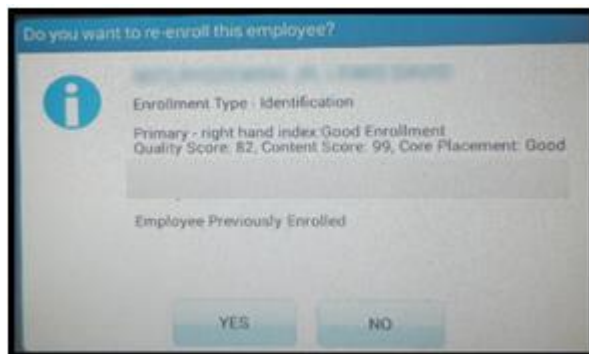 Do you want to re-enroll this employee?
Enrollment Type - Identification
Primary - right hand index:Good Enrollment
Quality Score: 82, Content Score: 99, Core Placement: Good
Employee Previously Enrolled
YES
NO